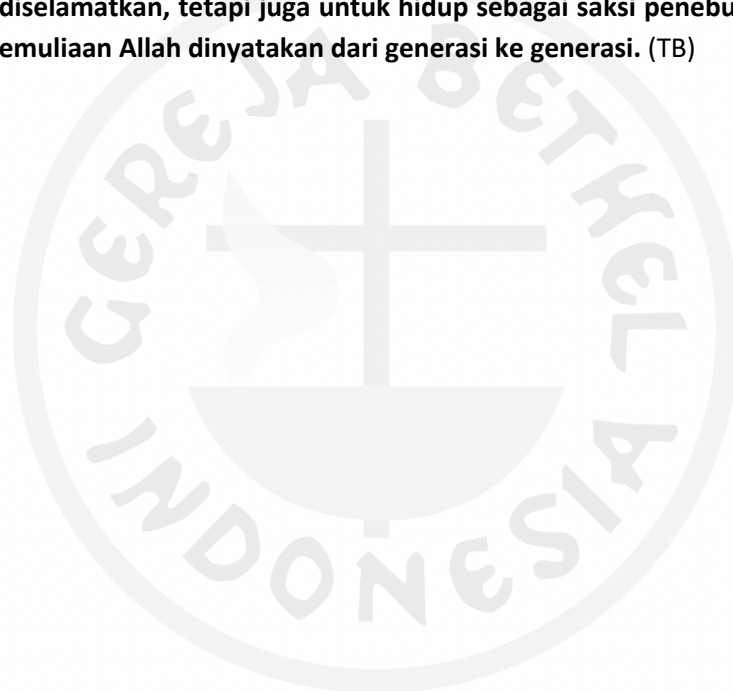 diselamatkan, tetapi juga untuk hidup sebagai saksi penebu
emuliaan Allah dinyatakan dari generasi ke generasi. (TB)
GEREJA BETHEL
INDONESIA